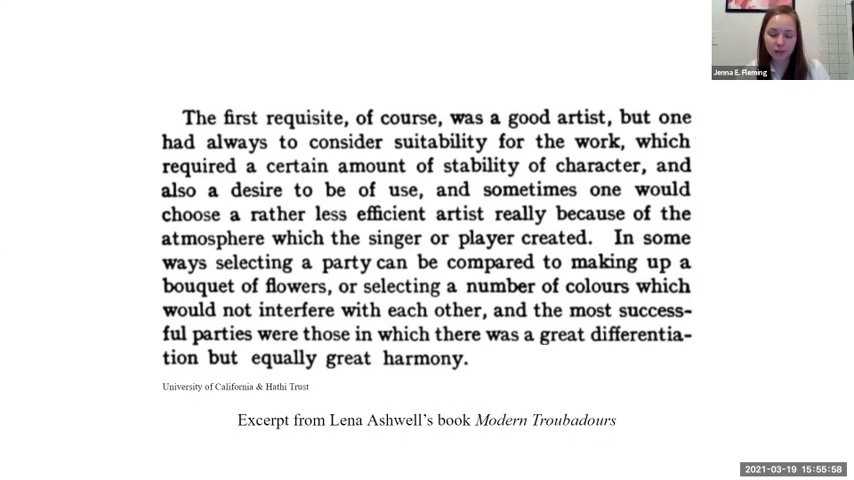 Jenna E. Fleming
The first requisite, of course, was a good artist, but one
had always to consider suitability for the work, which
required a certain amount of stability of character, and
also a desire to be of use, and sometimes one would
choose a rather less efficient artist really because of the
atmosphere which the singer or player created. In some
ways selecting a party can be compared to making up a
bouquet of flowers, or selecting a number of colours which
would not interfere with each other, and the most success-
ful parties were those in which there was a great differentia-
tion but equally great harmony.
University of California & Hathi Trust
Excerpt from Lena Ashwell’s book Modern Troubadours
2021-03-19 15:55:58